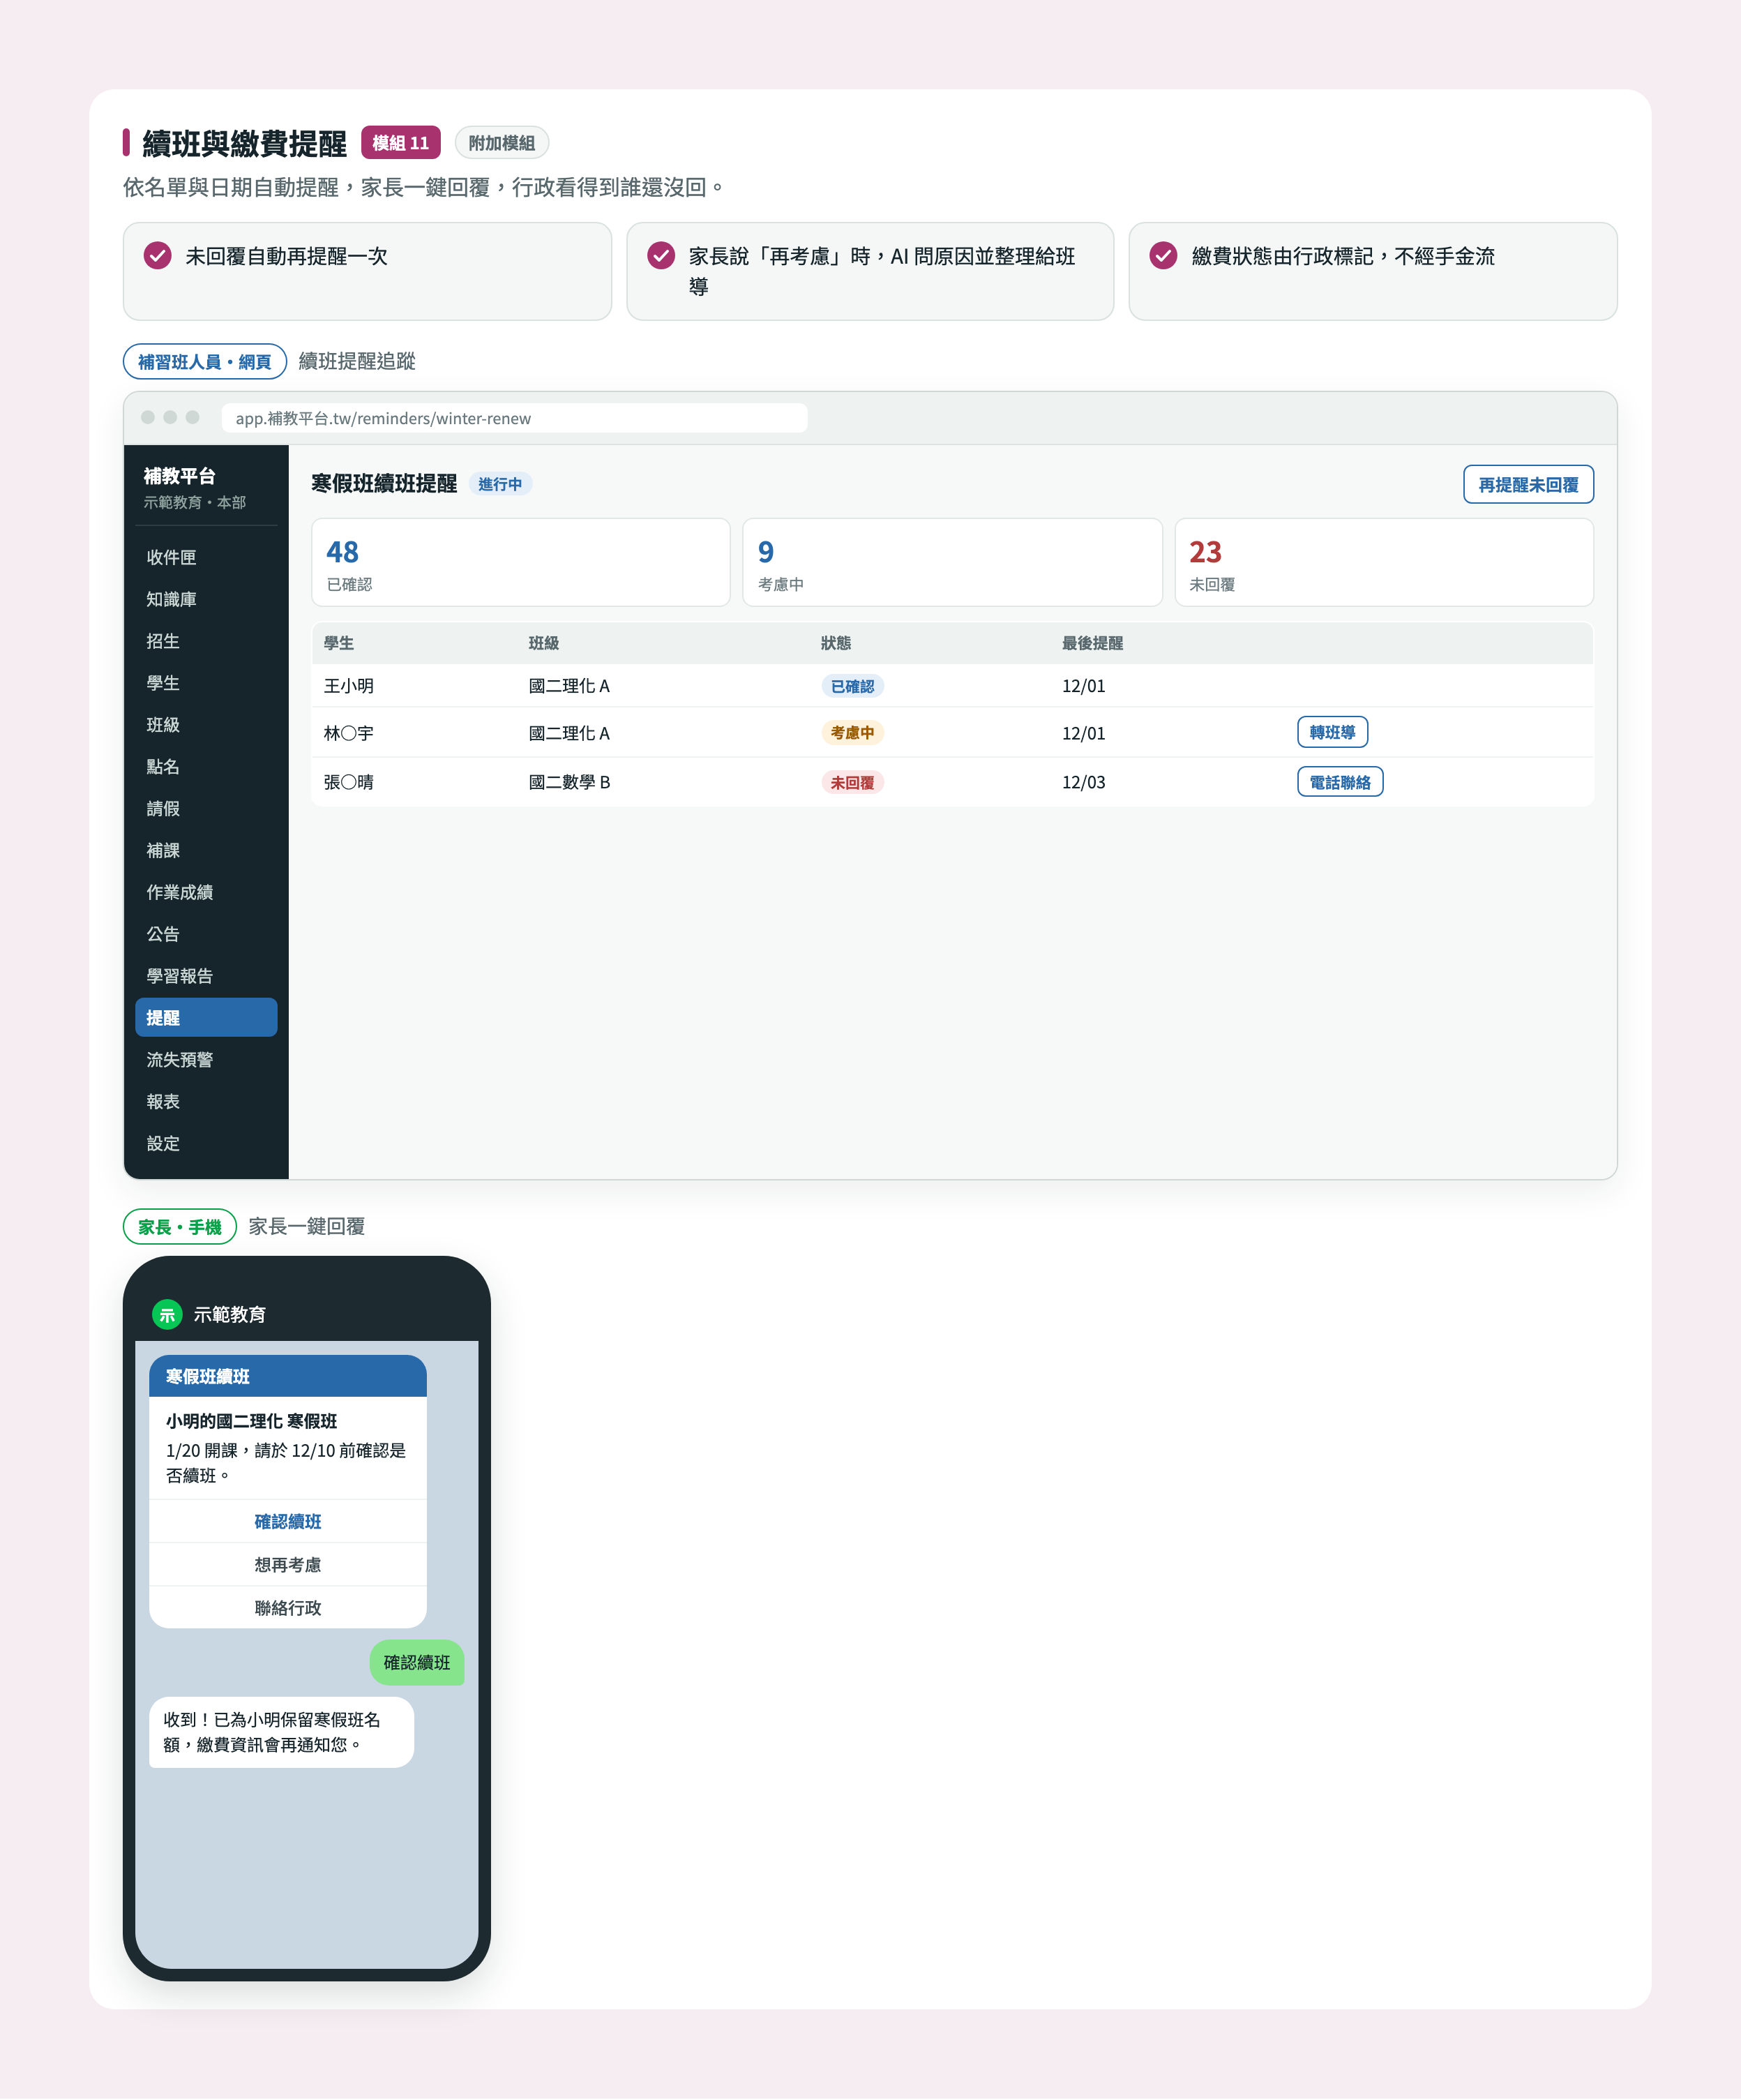 續班與繳費提醒 模組 11 附加模組
依名單與日期自動提醒，家長一鍵回覆，行政看得到誰還沒回。
未回覆自動再提醒一次
家長說「再考慮」時，AI 問原因並整理給班
導
繳費狀態由行政標記，不經手金流
補習班人員・網頁 續班提醒追蹤
app.補教平台.tw/reminders/winter-renew
補教平台
示範教育・本部
收件匣
知識庫
招生
學生
班級
點名
請假
補課
作業成績
公告
學習報告
提醒
流失預警
報表
設定
寒假班續班提醒 進行中 再提醒未回覆
48
已確認
9
考慮中
23
未回覆
學生 班級 狀態 最後提醒
王小明 國二理化 A 已確認 12/01
林○宇 國二理化 A 考慮中 12/01 轉班導
張○晴 國二數學 B 未回覆 12/03 電話聯絡
家長・手機 家長一鍵回覆
示 示範教育
寒假班續班
小明的國二理化 寒假班
1/20 開課，請於 12/10 前確認是
否續班。
確認續班
想再考慮
聯絡行政
確認續班
收到！已為小明保留寒假班名
額，繳費資訊會再通知您。